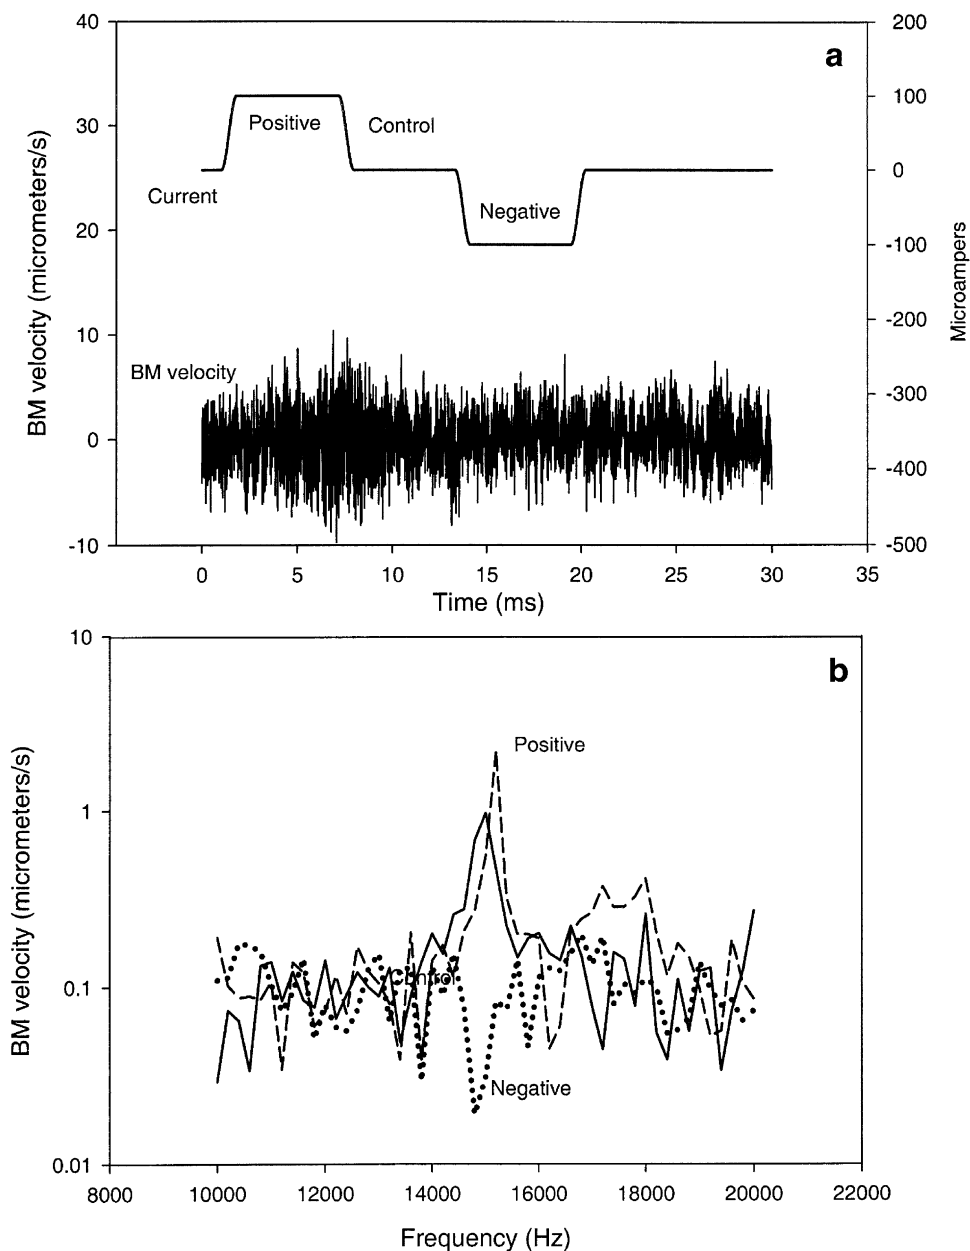 40
200
a
30
100
Positive
Control
0
Current
Negative
20
-100
BM velocity (micrometers/s)
Microampers
10
-200
BM velocity
-300
0
-400
-10
-500
0 5 10 15 20 25 30 35
Time (ms)
10
b
Positive
1
BM velocity (micrometers/s)
0.1
Control
Negative
0.01
8000 10000 12000 14000 16000 18000 20000 22000
Frequency (Hz)